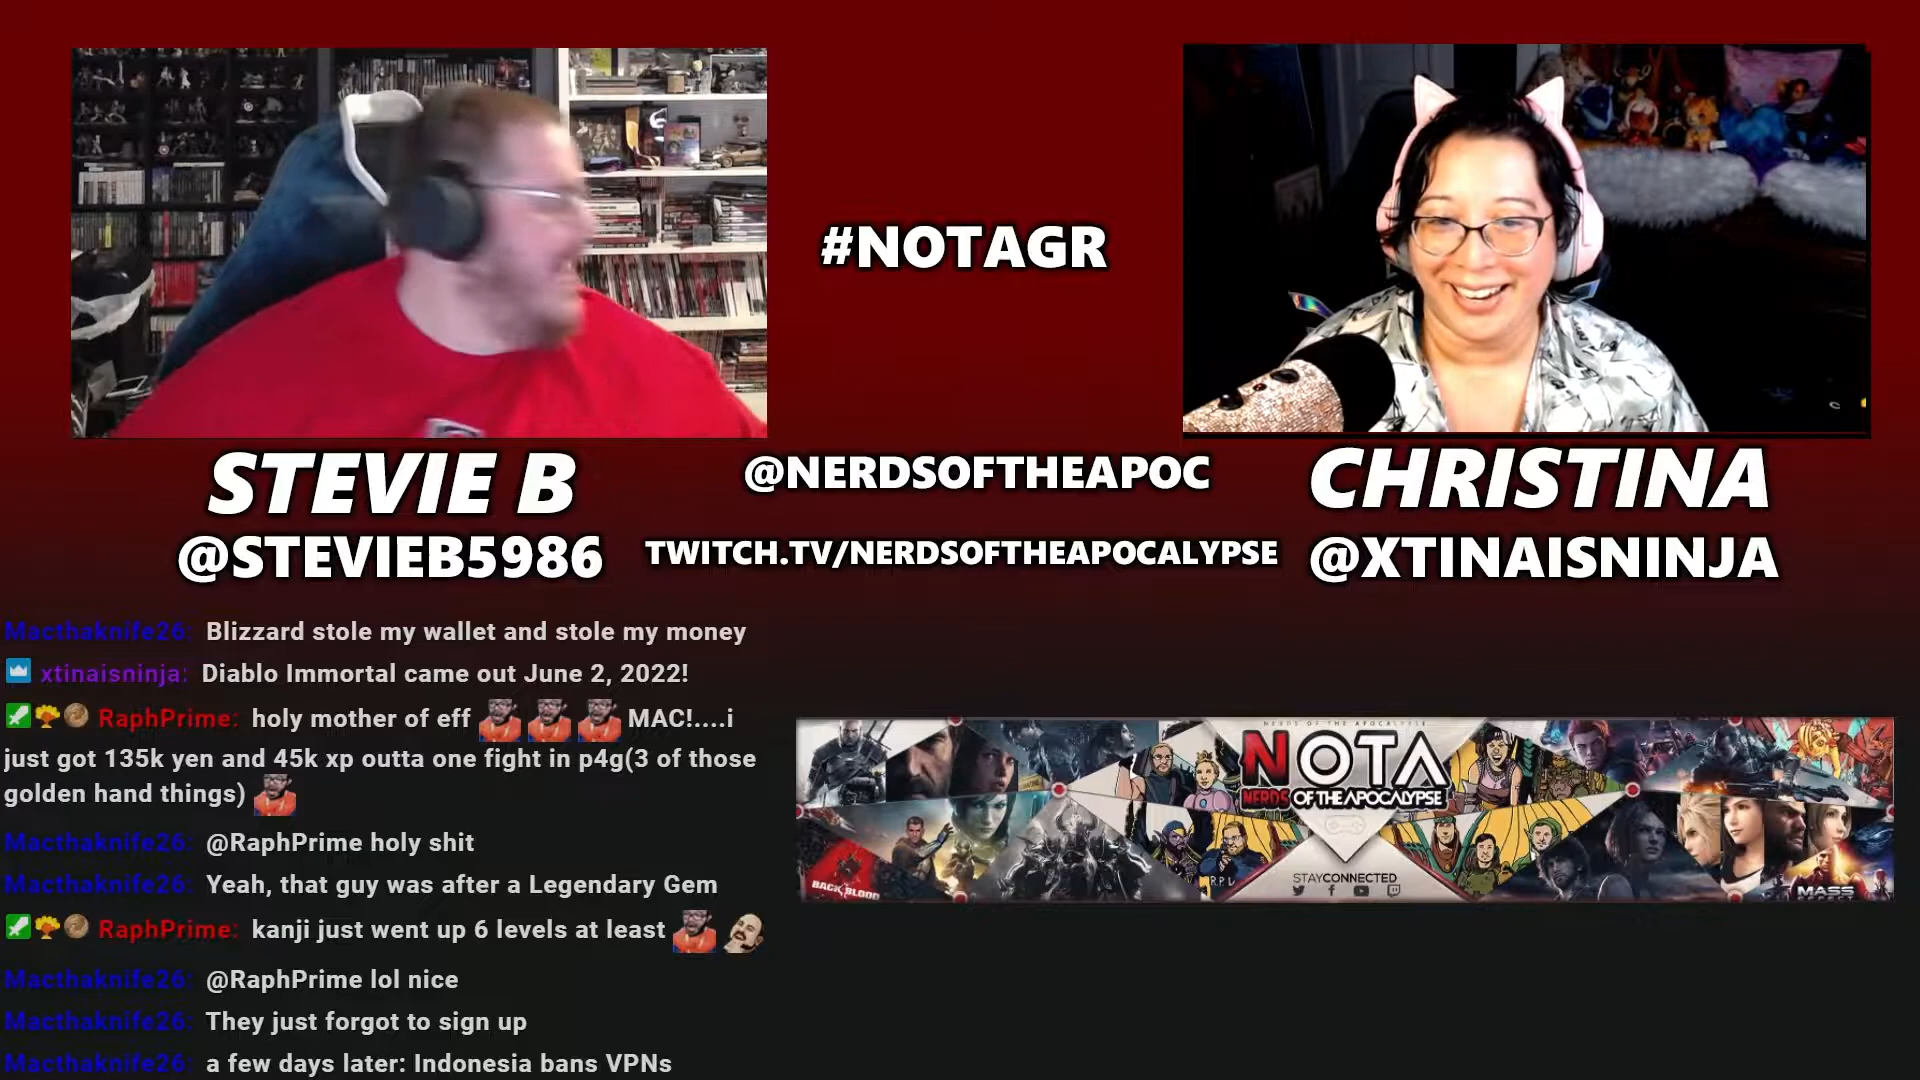 #NOTAGR
STEVIE B
@STEVIEB5986
@NERDSOFTHEAPOC
TWITCH.TV/NERDSOFTHEAPOCALYPSE
CHRISTINA
@XTINAISNINJA
Macthaknife26: Blizzard stole my wallet and stole my money
xtinaisninja: Diablo Immortal came out June 2, 2022!
RaphPrime: holy mother of eff MAC!....i
just got 135k yen and 45k xp outta one fight in p4g(3 of those
golden hand things)
Macthaknife26: @RaphPrime holy shit
Macthaknife26: Yeah, that guy was after a Legendary Gem
RaphPrime: kanji just went up 6 levels at least
Macthaknife26: @RaphPrime lol nice
Macthaknife26: They just forgot to sign up
Macthaknife26: a few days later: Indonesia bans VPNs
NERDS OF THE APOCALYPSE
NOTA
NERDS OF THE APOCALYPSE
STAYCONNECTED
BACK 4 BLOOD
MASS
EFFECT